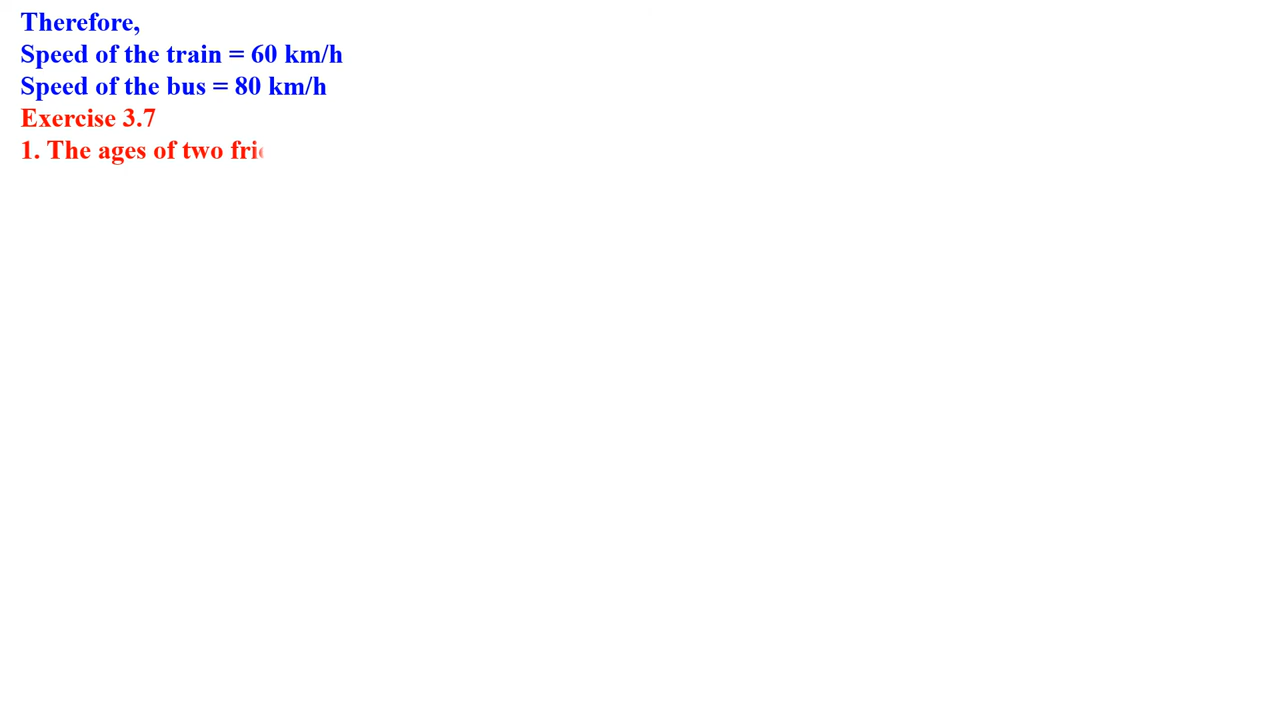 Therefore,
Speed of the train = 60 km/h
Speed of the bus = 80 km/h
Exercise 3.7
1. The ages of two